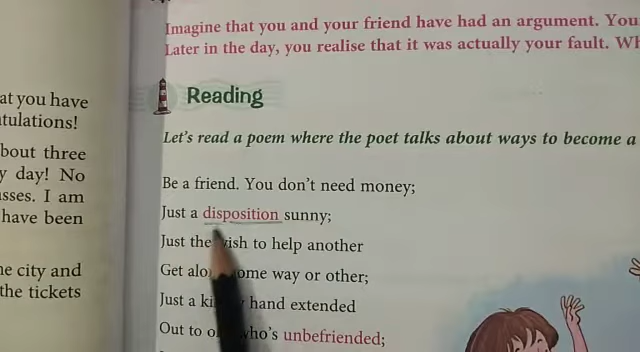 Imagine that you and your friend have had an argument. You
Later in the day, you realise that it was actually your fault.
at you have
tulations!
bout three
y day! No
sses. I am
have been
e city and
the tickets
Reading
Let's read a poem where the poet talks about ways to become a
Be a friend. You don't need money;
Just a disposition sunny;
Just the wish to help another
Get along some way or other;
Just a hand extended
Out to who's unbefriended;